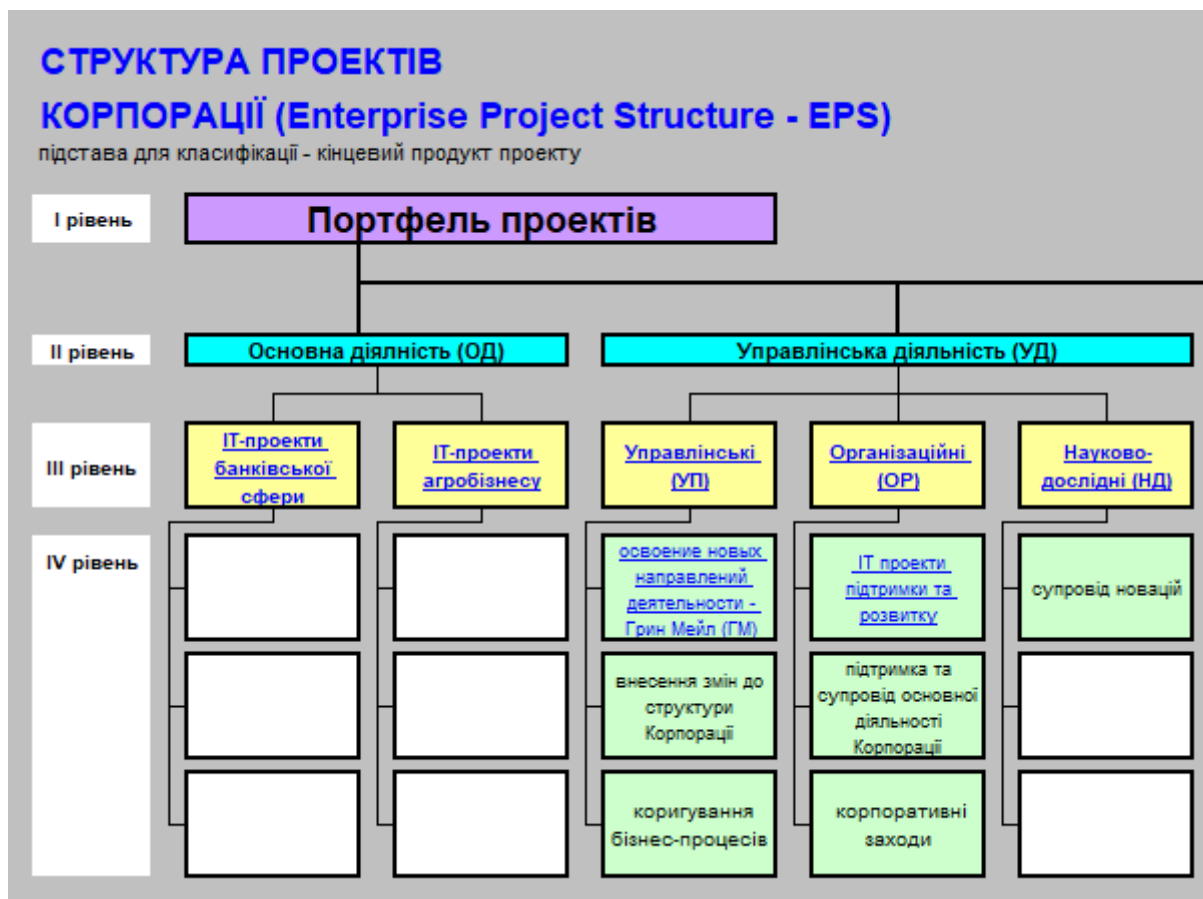 СТРУКТУРА ПРОЕКТІВ
КОРПОРАЦІЇ (Enterprise Project Structure - EPS)
підстава для класифікації - кінцевий продукт проекту
І рівень
Портфель проектів
ІІ рівень
Основна діялність (ОД)
Управлінська діяльність (УД)
ІІІ рівень
ІТ-проекти
банківської
сфери
ІТ-проекти
агробізнесу
Управлінські
(УП)
Організаційні
(ОР)
Науково-
дослідні (НД)
IV рівень
освоение новых
направлений
деятельности -
Грин Мейл (ГМ)
ІТ проекти
підтримки та
розвитку
супровід новацій
внесення змін до
структури
Корпорації
підтримка та
супровід основної
діяльності
Корпорації
коригування
бізнес-процесів
корпоративні
заходи